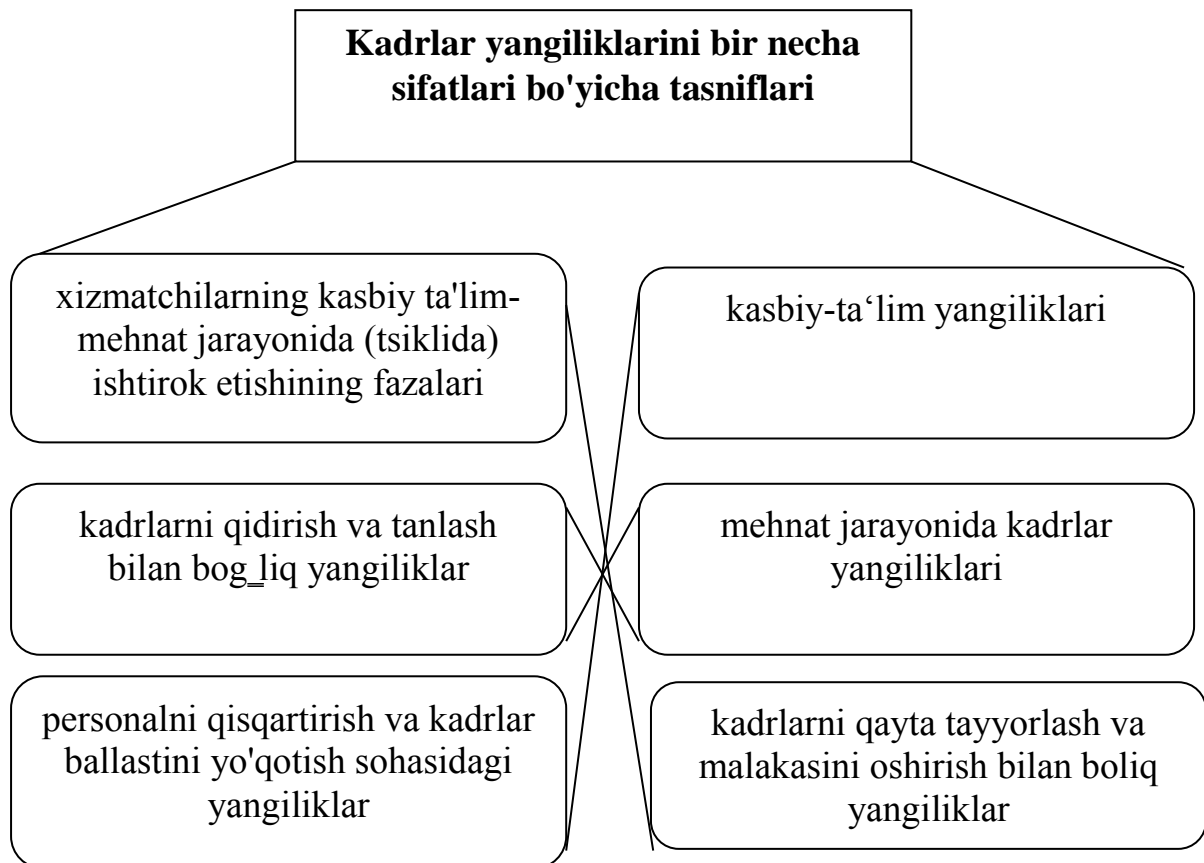 Kadrlar yangiliklarini bir necha
sifatlari bo'yicha tasniflari
xizmatchilarning kasbiy ta'lim-
mehnat jarayonida (tsiklida)
ishtirok etishining fazalari
kasbiy-ta‘lim yangiliklari
kadrlarni qidirish va tanlash
bilan bog‗liq yangiliklar
mehnat jarayonida kadrlar
yangiliklari
personalni qisqartirish va kadrlar
ballastini yo'qotish sohasidagi
yangiliklar
kadrlarni qayta tayyorlash va
malakasini oshirish bilan boliq
yangiliklar